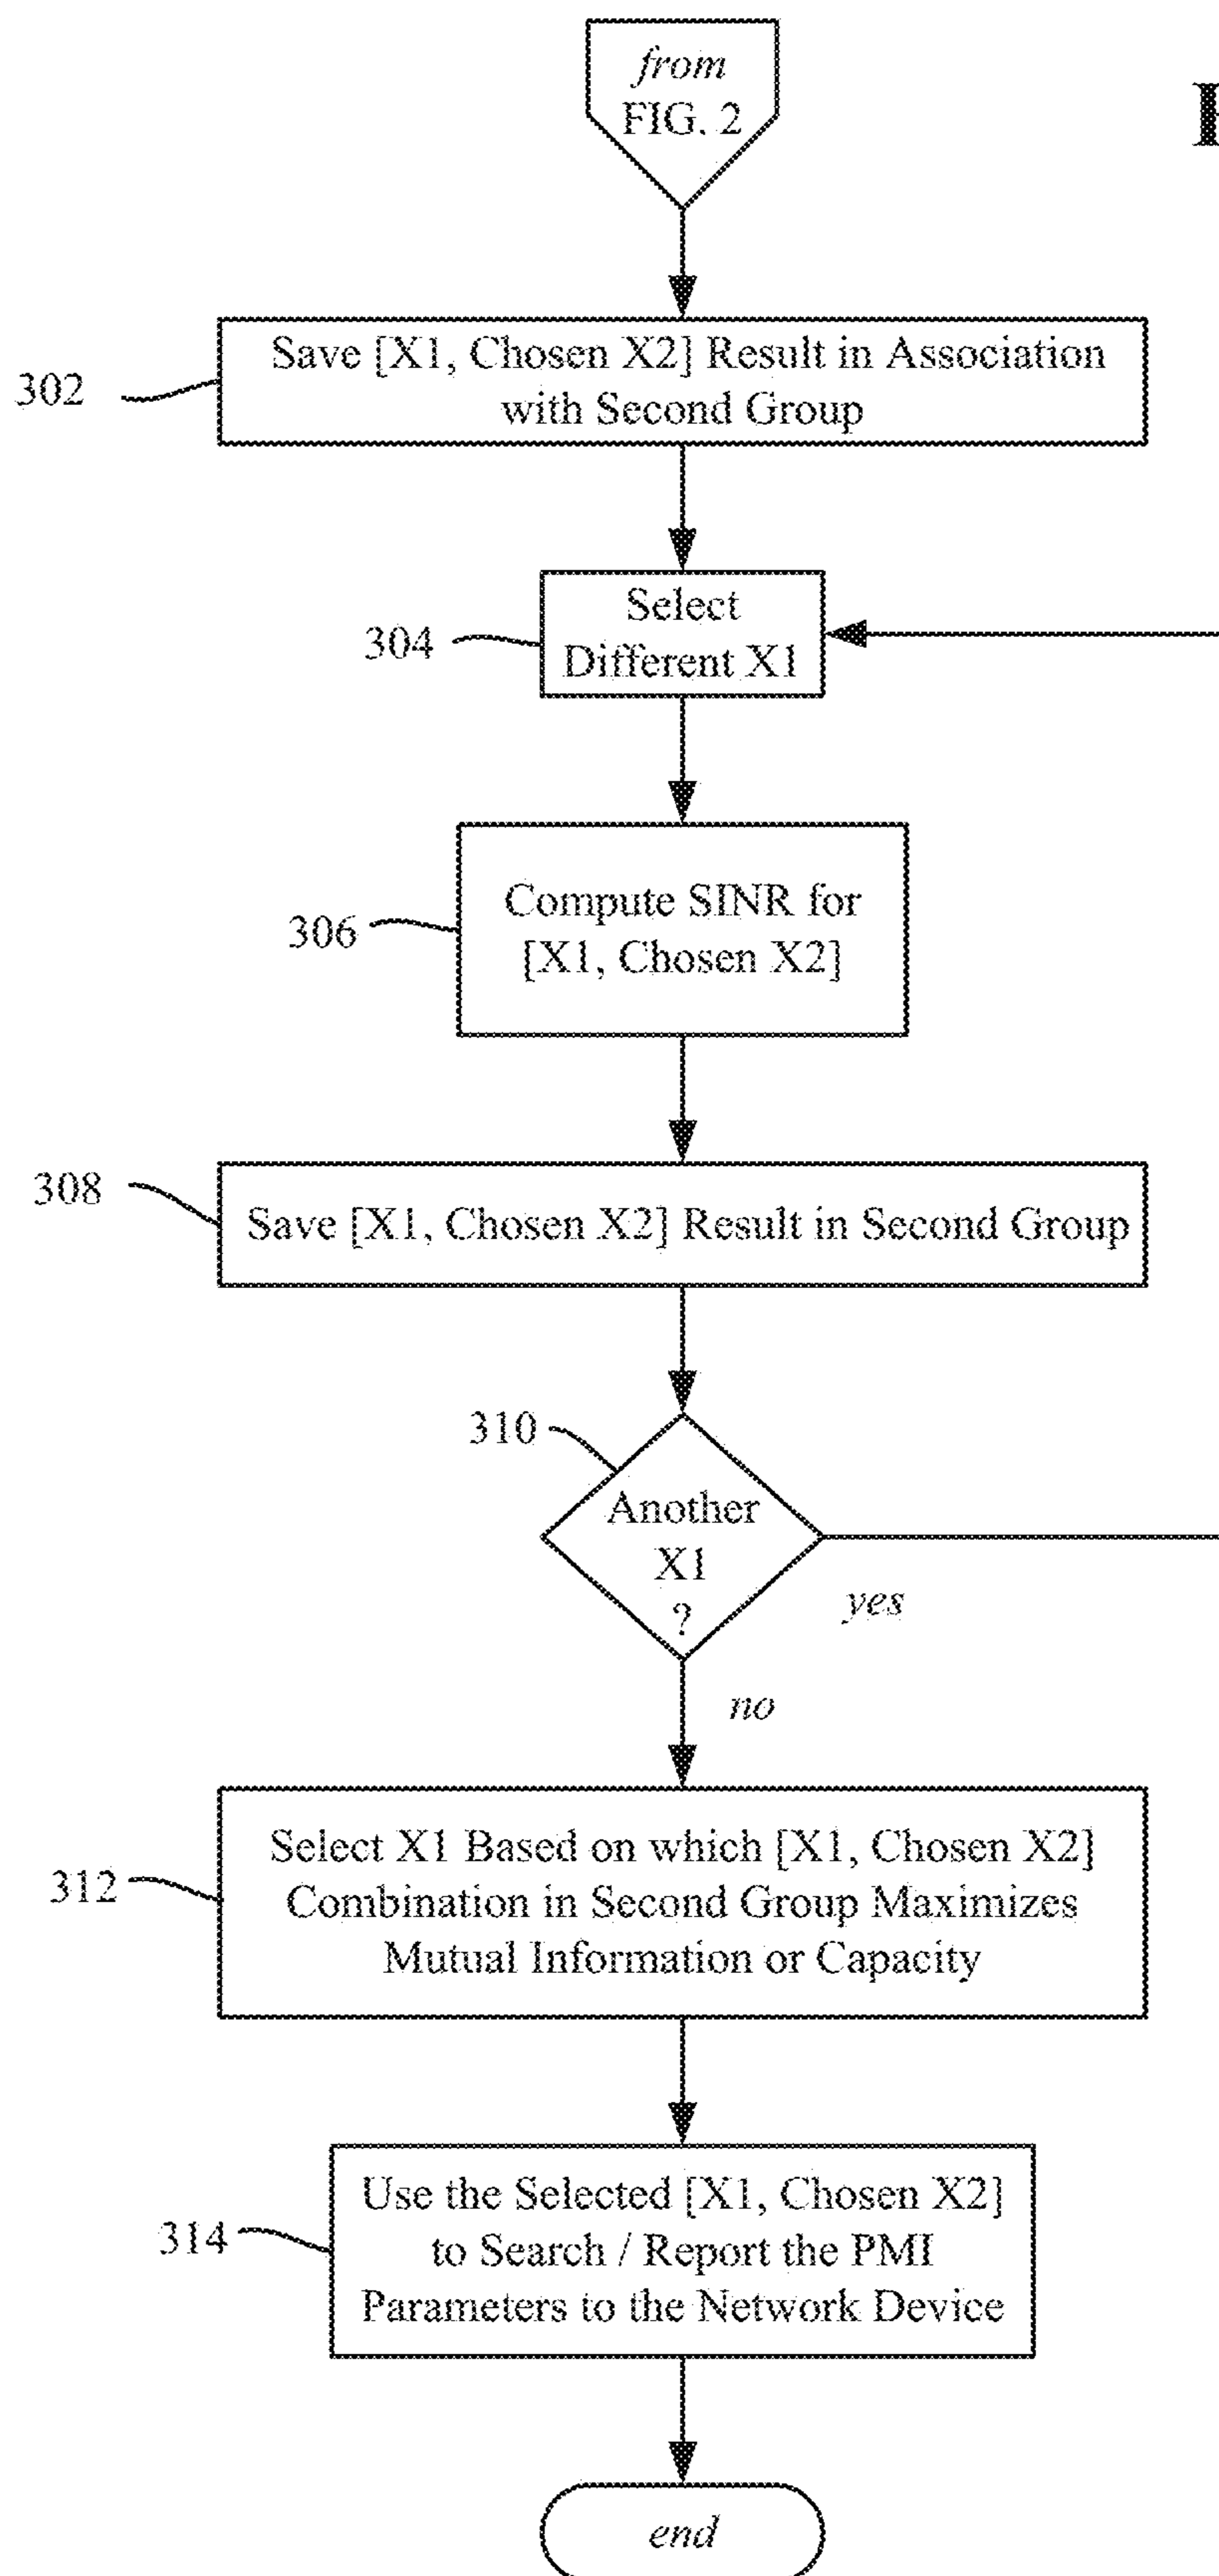 from
FIG. 2
302
Save [X1, Chosen X2] Result in Association
with Second Group
304
Select
Different X1
306
Compute SINR for
[X1, Chosen X2]
308
Save [X1, Chosen X2] Result in Second Group
310
Another
X1
?
yes
no
312
Select X1 Based on which [X1, Chosen X2]
Combination in Second Group Maximizes
Mutual Information or Capacity
314
Use the Selected [X1, Chosen X2]
to Search / Report the PMI
Parameters to the Network Device
end